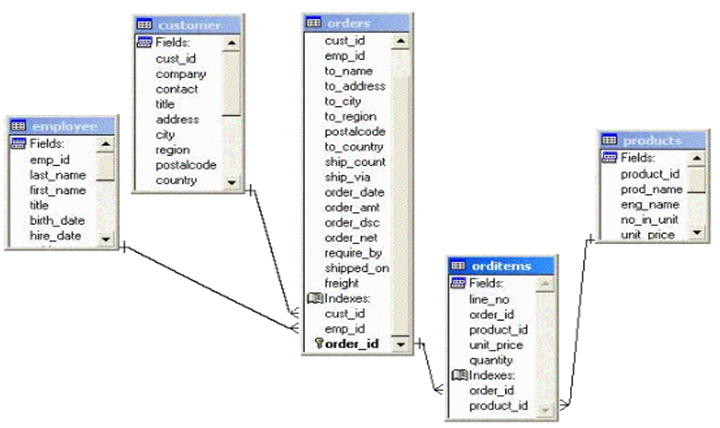 customer
Fields:
cust_id
company
contact
title
address
city
region
postalcode
country
orders
cust_id
emp_id
to_name
to_address
to_city
to_region
postalcode
to_country
ship_count
ship_via
order_date
order_amt
order_dsc
order_net
require_by
shipped_on
freight
Indexes:
cust_id
emp_id
order_id
employee
Fields:
emp_id
last_name
first_name
title
birth_date
hire_date
products
Fields:
product_id
prod_name
eng_name
no_in_unit
unit_price
orditems
Fields:
line_no
order_id
product_id
unit_price
quantity
Indexes:
order_id
product_id